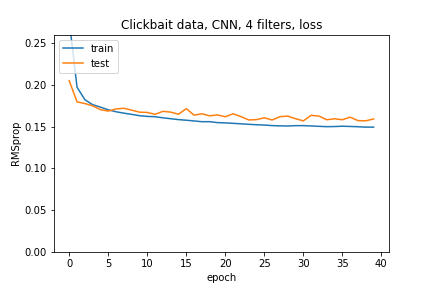 Clickbait data, CNN, 4 filters, loss
train
test
RMSprop
0.25
0.20
0.15
0.10
0.05
0.00
0 5 10 15 20 25 30 35 40
epoch